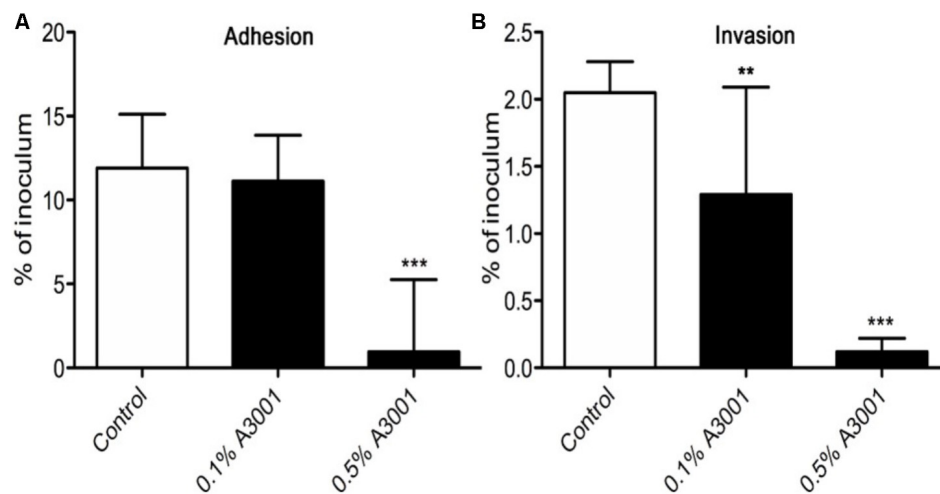 A
Adhesion
% of inoculum
20
15
10
5
0
***
Control
0.1% A3001
0.5% A3001
B
Invasion
% of inoculum
2.5
2.0
1.5
1.0
0.5
0.0
**
***
Control
0.1% A3001
0.5% A3001